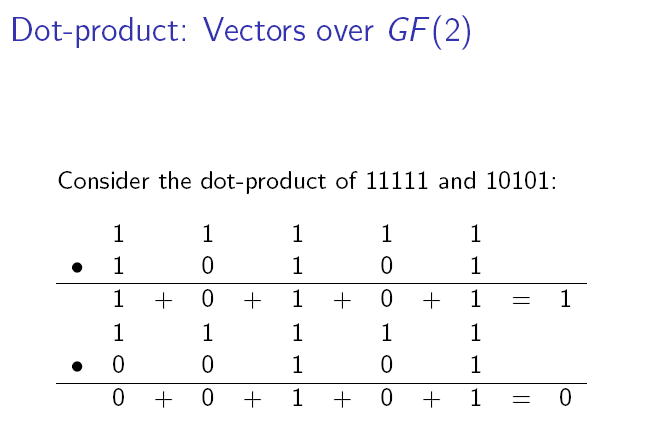 Dot-product: Vectors over GF(2)
Consider the dot-product of 11111 and 10101:
1 1 1 1 1
• 1 0 1 0 1
1 + 0 + 1 + 0 + 1 = 1
1 1 1 1 1
• 0 0 1 0 1
0 + 0 + 1 + 0 + 1 = 0